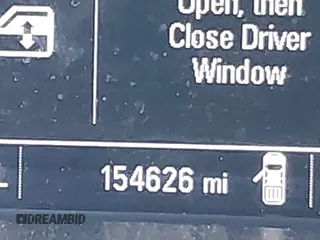 Open, then
Close Driver
Window
154626 mi
DREAMBID